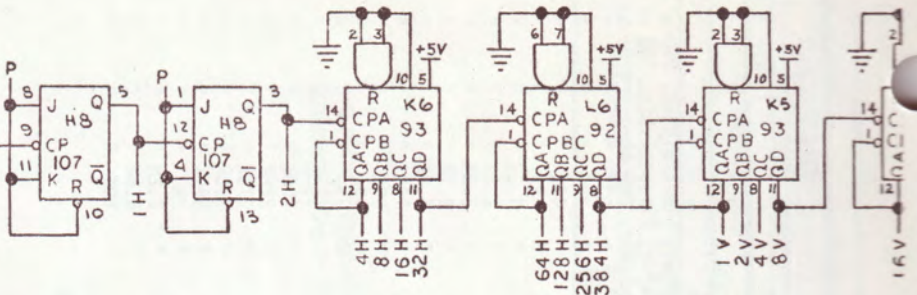 P
8
J
Q
5
H8
9
CP
107
11
K
Q
R
10
1H
P
1
J
Q
3
H8
12
CP
107
4
K
Q
R
13
2H
2
3
+5V
10
5
R
K6
14
CPA
93
1
CPB
QA
QB
QC
QD
12
9
8
11
4H
8H
16H
32H
6
7
+5V
10
5
R
L6
14
CPA
92
1
CPBC
QA
QB
QC
QD
12
11
9
8
64H
128H
256H
384H
2
3
+5V
10
5
R
K5
14
CPA
93
1
CPB
QA
QB
QC
QD
12
9
8
11
1V
2V
4V
8V
2
14
C
1
QA
12
16V